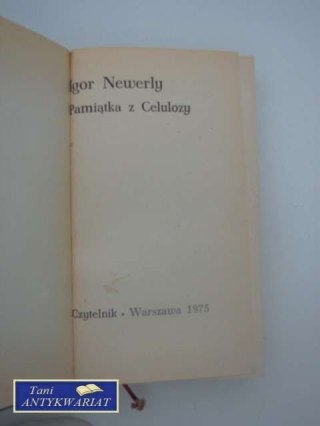 Igor Newerly
Pamiątka z Celulozy
Czytelnik • Warszawa 1975
Tani
ANTYKWARIAT